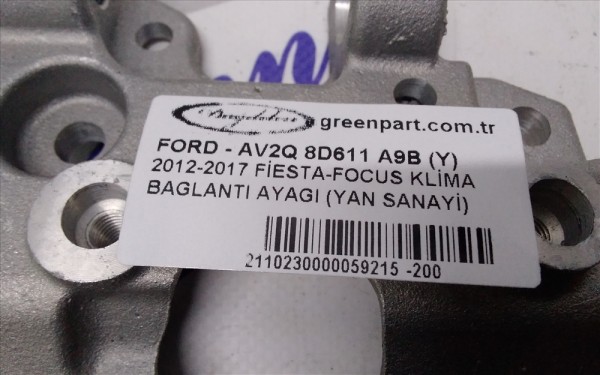 greenpart.com.tr
FORD - AV2Q 8D611 A9B (Y)
2012-2017 FİESTA-FOCUS KLİMA
BAGLANTI AYAGI (YAN SANAYİ)
2110230000059215 -200